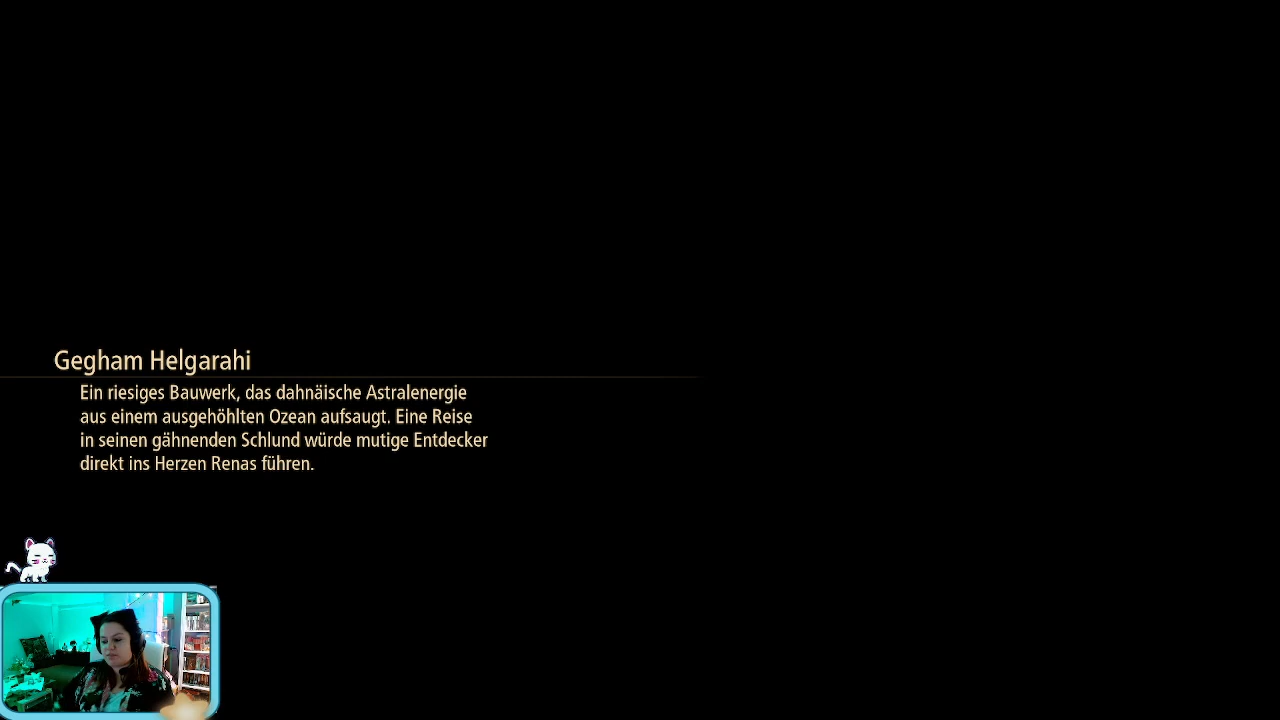 Gegham Helgarahi
Ein riesiges Bauwerk, das dahnäische Astralenergie
aus einem ausgehöhlten Ozean aufsaugt. Eine Reise
in seinen gähnenden Schlund würde mutige Entdecker
direkt ins Herzen Renas führen.